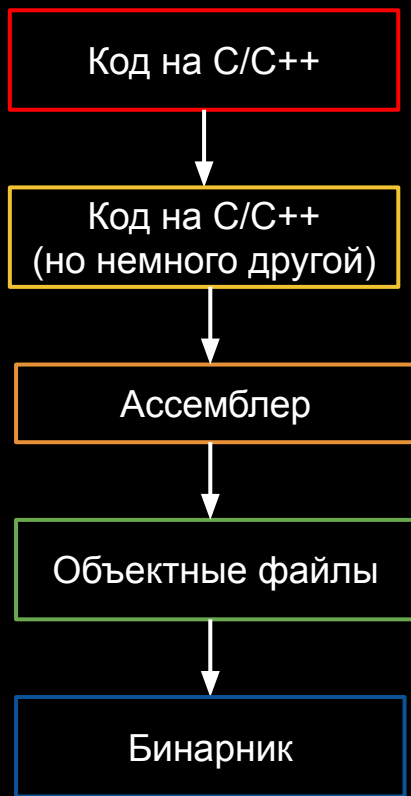 Код на C/C++
Код на C/C++
(но немного другой)
Ассемблер
Объектные файлы
Бинарник